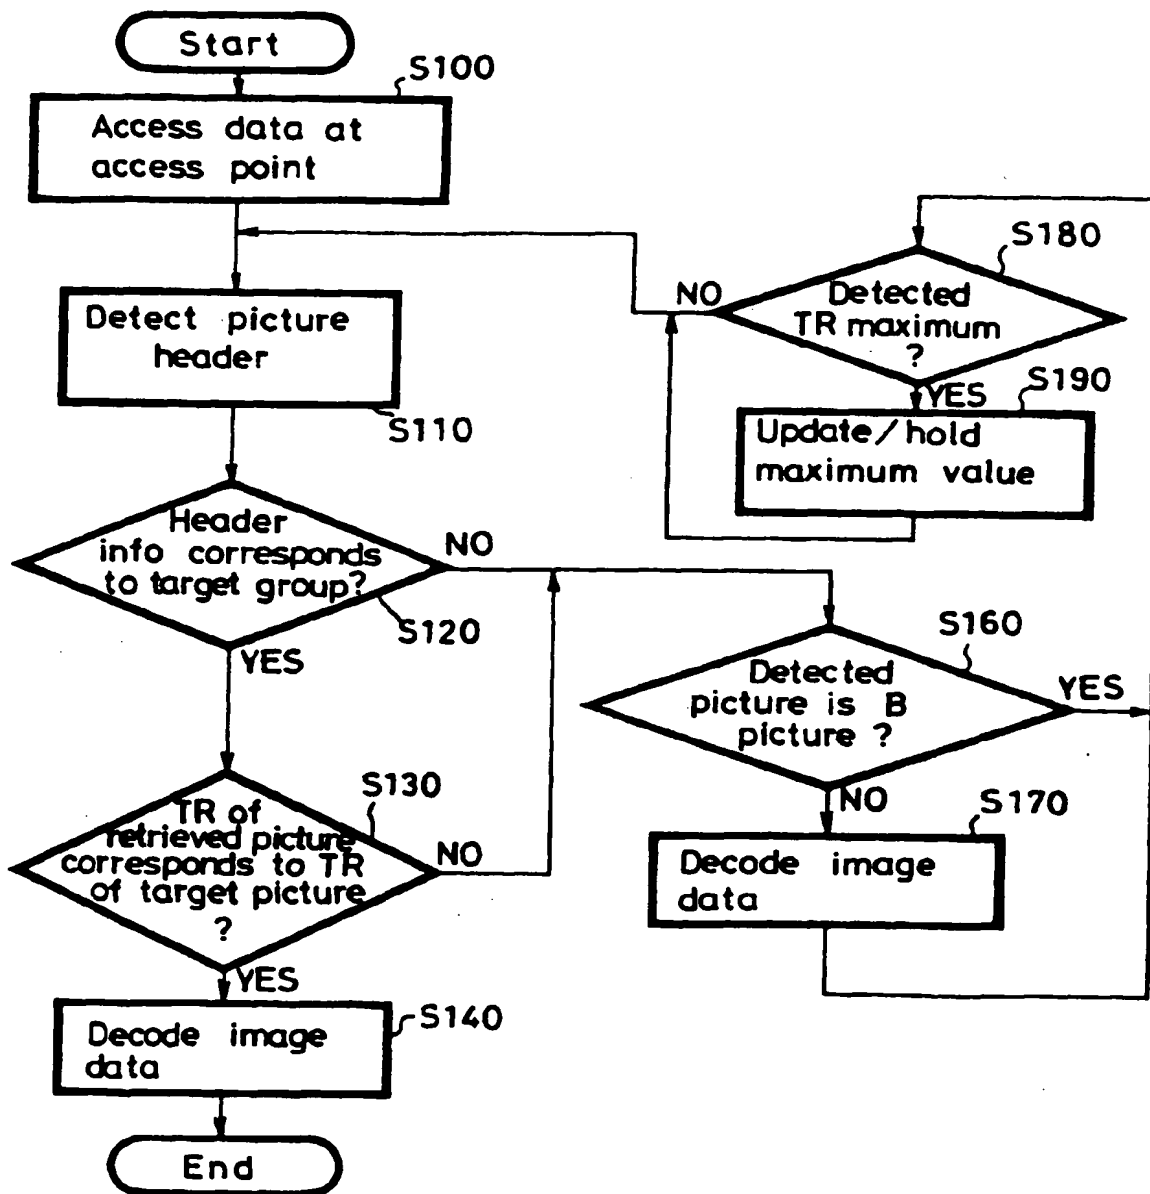 Start
S100
Access data at
access point
S180
NO
Detected
TR maximum
?
Detect picture
header
YES
S190
S110
Update/hold
maximum value
Header
info corresponds
to target group?
NO
S120
YES
S160
Detected
picture is B
picture ?
YES
S130
TR of
retrieved picture
corresponds to TR
of target picture
?
NO
NO
S170
Decode image
data
YES
S140
Decode image
data
End